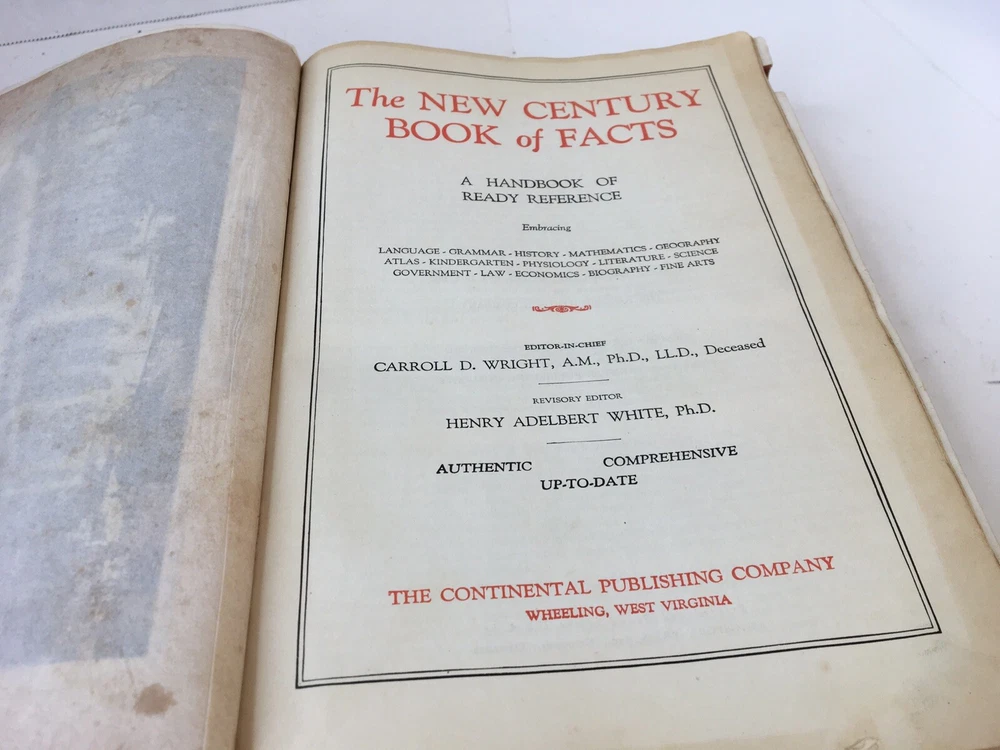 The NEW CENTURY
BOOK of FACTS
A HANDBOOK OF
READY REFERENCE
Embracing
LANGUAGE - GRAMMAR - HISTORY - MATHEMATICS - GEOGRAPHY
ATLAS - KINDERGARTEN - PHYSIOLOGY - LITERATURE - SCIENCE
GOVERNMENT - LAW - ECONOMICS - BIOGRAPHY - FINE ARTS
EDITOR-IN-CHIEF
CARROLL D. WRIGHT, A.M., Ph.D., LL.D., Deceased
REVISORY EDITOR
HENRY ADELBERT WHITE, Ph.D.
AUTHENTIC COMPREHENSIVE
UP-TO-DATE
THE CONTINENTAL PUBLISHING COMPANY
WHEELING, WEST VIRGINIA